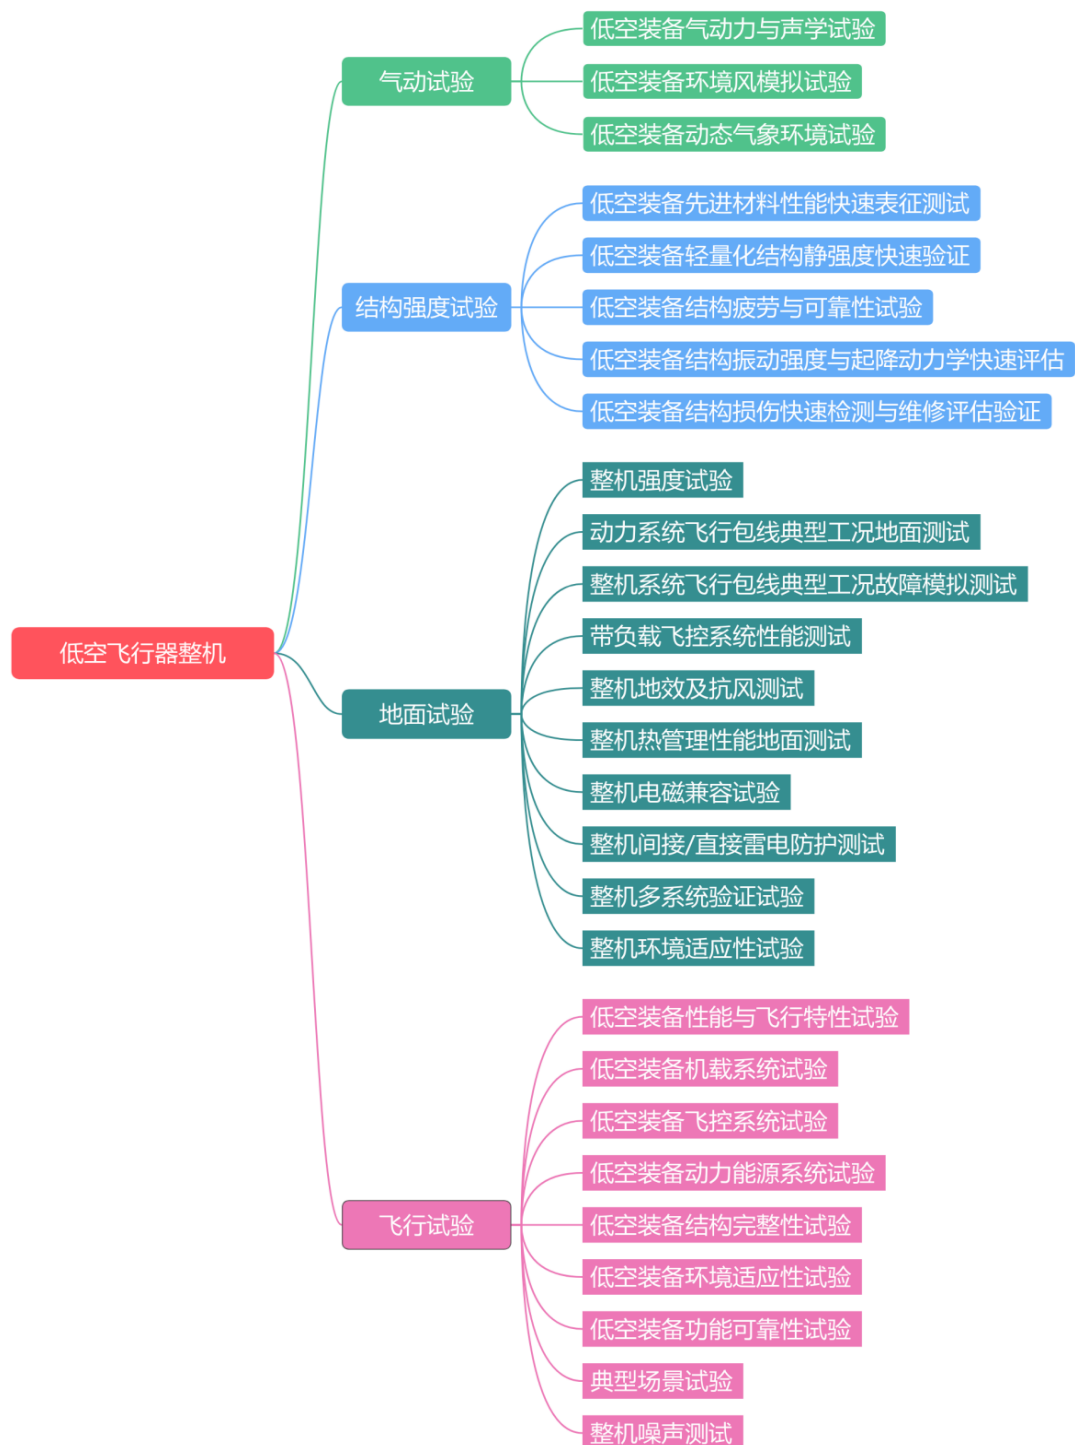 低空飞行器整机
气动试验
低空装备气动力与声学试验
低空装备环境风模拟试验
低空装备动态气象环境试验
结构强度试验
低空装备先进材料性能快速表征测试
低空装备轻量化结构静强度快速验证
低空装备结构疲劳与可靠性试验
低空装备结构振动强度与起降动力学快速评估
低空装备结构损伤快速检测与维修评估验证
地面试验
整机强度试验
动力系统飞行包线典型工况地面测试
整机系统飞行包线典型工况故障模拟测试
带负载飞控系统性能测试
整机地效及抗风测试
整机热管理性能地面测试
整机电磁兼容试验
整机间接/直接雷电防护测试
整机多系统验证试验
整机环境适应性试验
飞行试验
低空装备性能与飞行特性试验
低空装备机载系统试验
低空装备飞控系统试验
低空装备动力能源系统试验
低空装备结构完整性试验
低空装备环境适应性试验
低空装备功能可靠性试验
典型场景试验
整机噪声测试